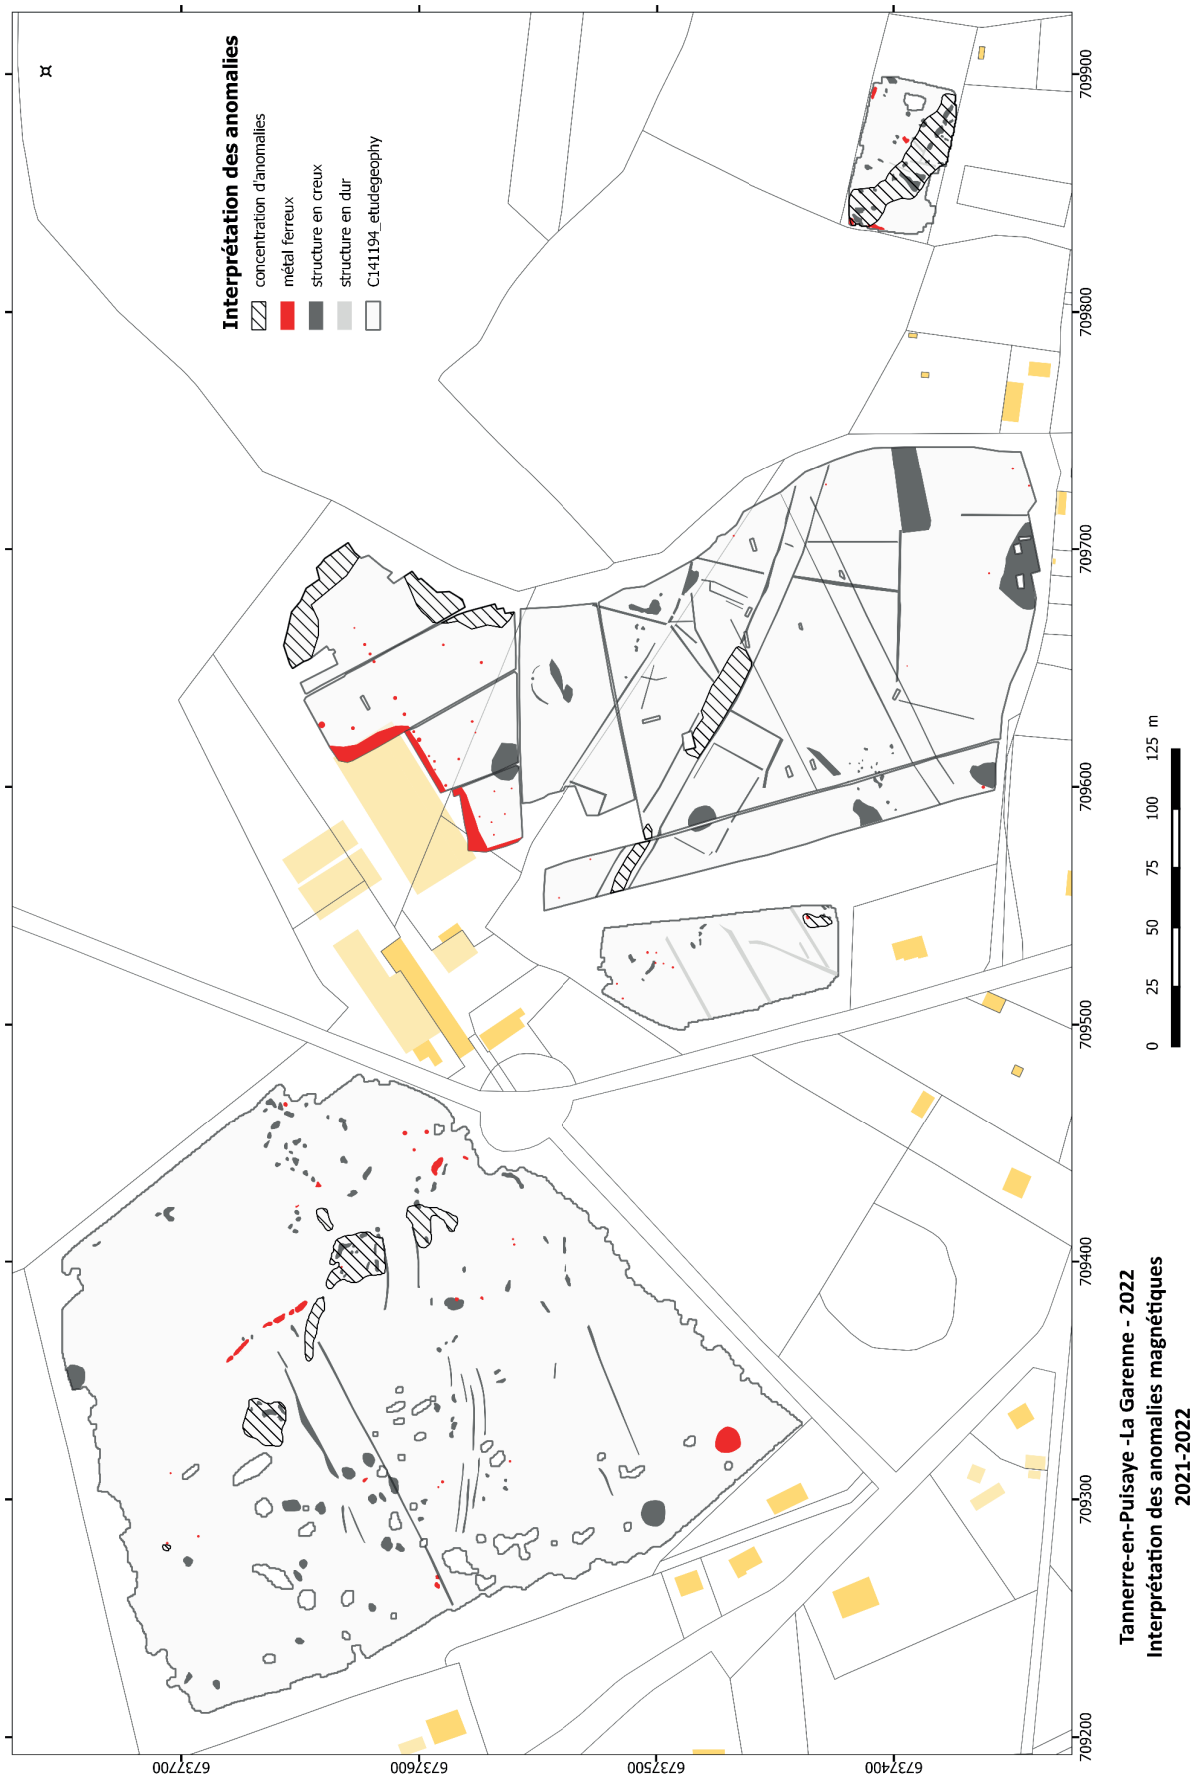 Interprétation des anomalies
concentration d'anomalies
métal ferreux
structure en creux
structure en dur
C141194_etudegeophy
709200
709300
709400
709500
709600
709700
709800
709900
6737700
6737600
6737500
6737400
0 25 50 75 100 125 m
Tannerre-en-Puisaye -La Garenne - 2022
Interprétation des anomalies magnétiques
2021-2022